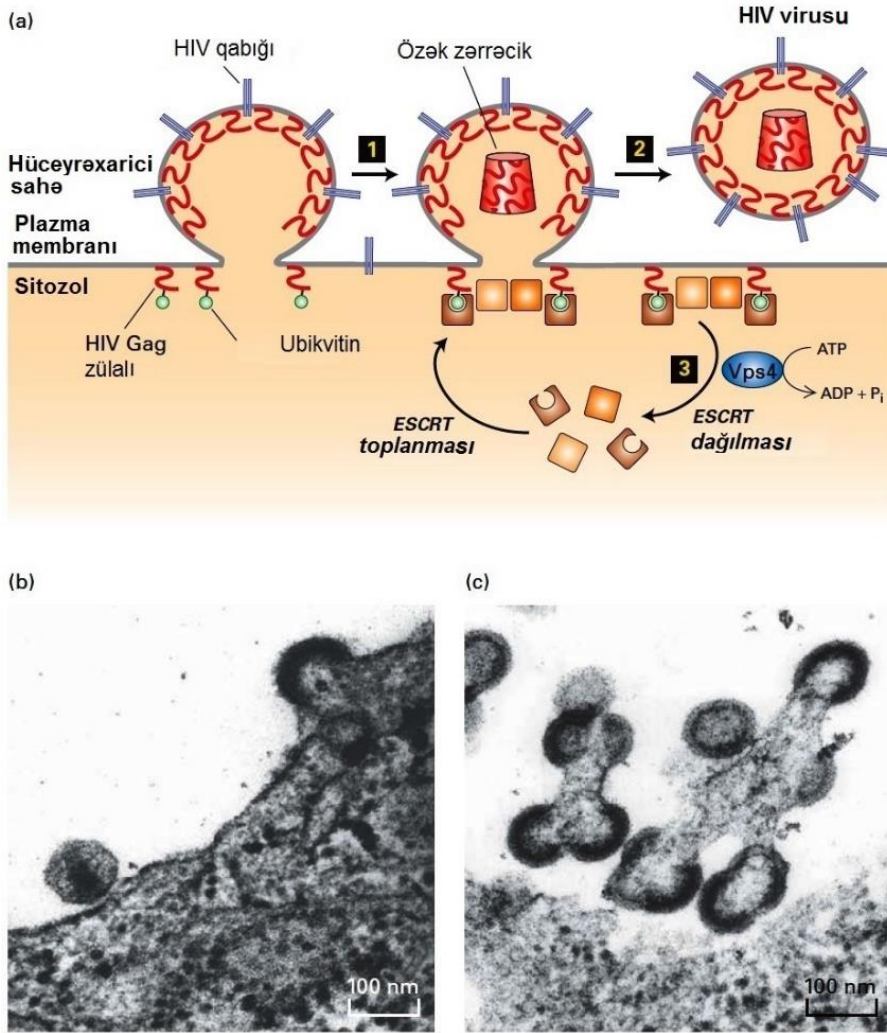 (a)
HIV qabığı
Özək zərrəcik
HIV virusu
1
2
Hüceyrəxarici
sahə
Plazma
membranı
Sitozol
HIV Gag
zülalı
Ubikvitin
3
Vps4
ATP
ADP + Pi
ESCRT
toplanması
ESCRT
dağılması
(b)
(c)
100 nm
100 nm